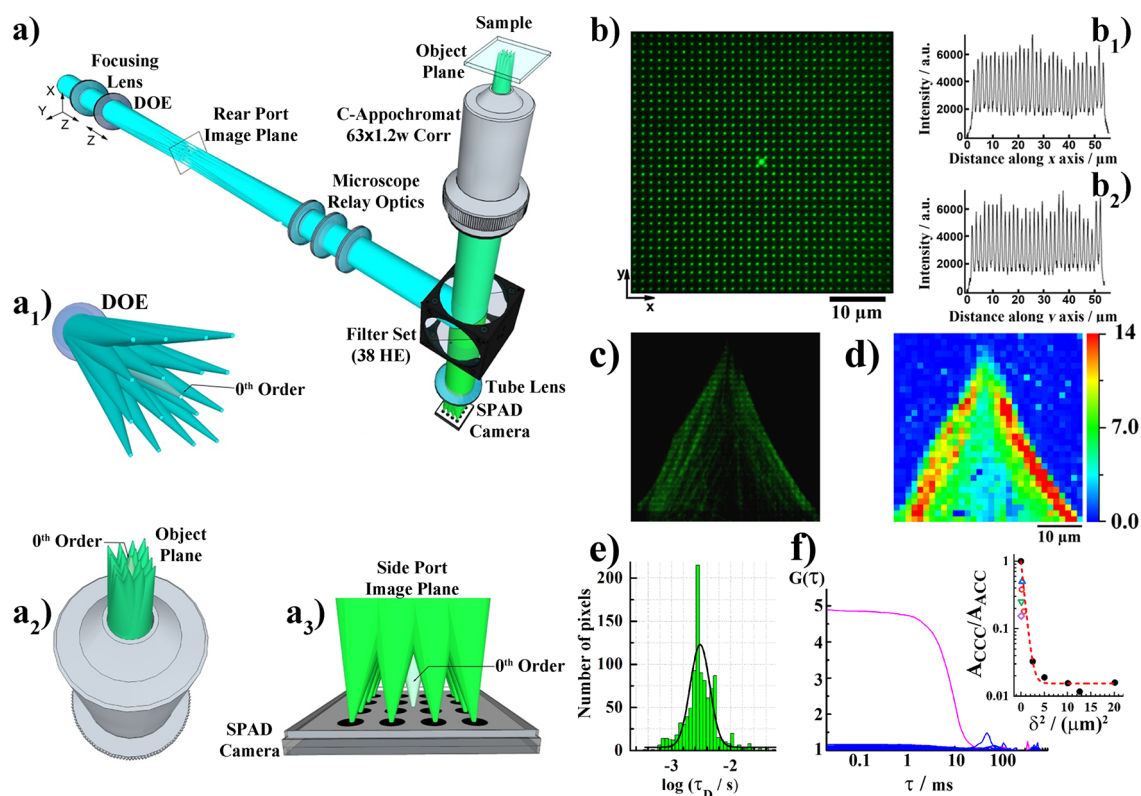 a)
Sample
Object
Plane
Focusing
Lens
DOE
X
Y
Z
Z
Rear Port
Image Plane
C-Appochromat
63x1.2w Corr
Microscope
Relay Optics
Filter Set
(38 HE)
Tube Lens
SPAD
Camera
a1)
DOE
0th Order
a2)
0th Order
Object
Plane
a3)
Side Port
Image Plane
0th Order
SPAD
Camera
b)
y
x
10 µm
b1)
Intensity / a.u.
6000
4000
2000
0
0 10 20 30 40 50
Distance along x axis / µm
b2)
Intensity / a.u.
6000
4000
2000
0
0 10 20 30 40 50
Distance along y axis / µm
c)
d)
14
7.0
0.0
10 µm
e)
Number of pixels
200
150
100
50
0
-3 -2
log (τD / s)
f)
G(τ)
5
4
3
2
1
0.1 1 10 100
τ / ms
ACCC/AACC
1
0.1
0.01
0 5 10 15 20
δ2 / (µm)2